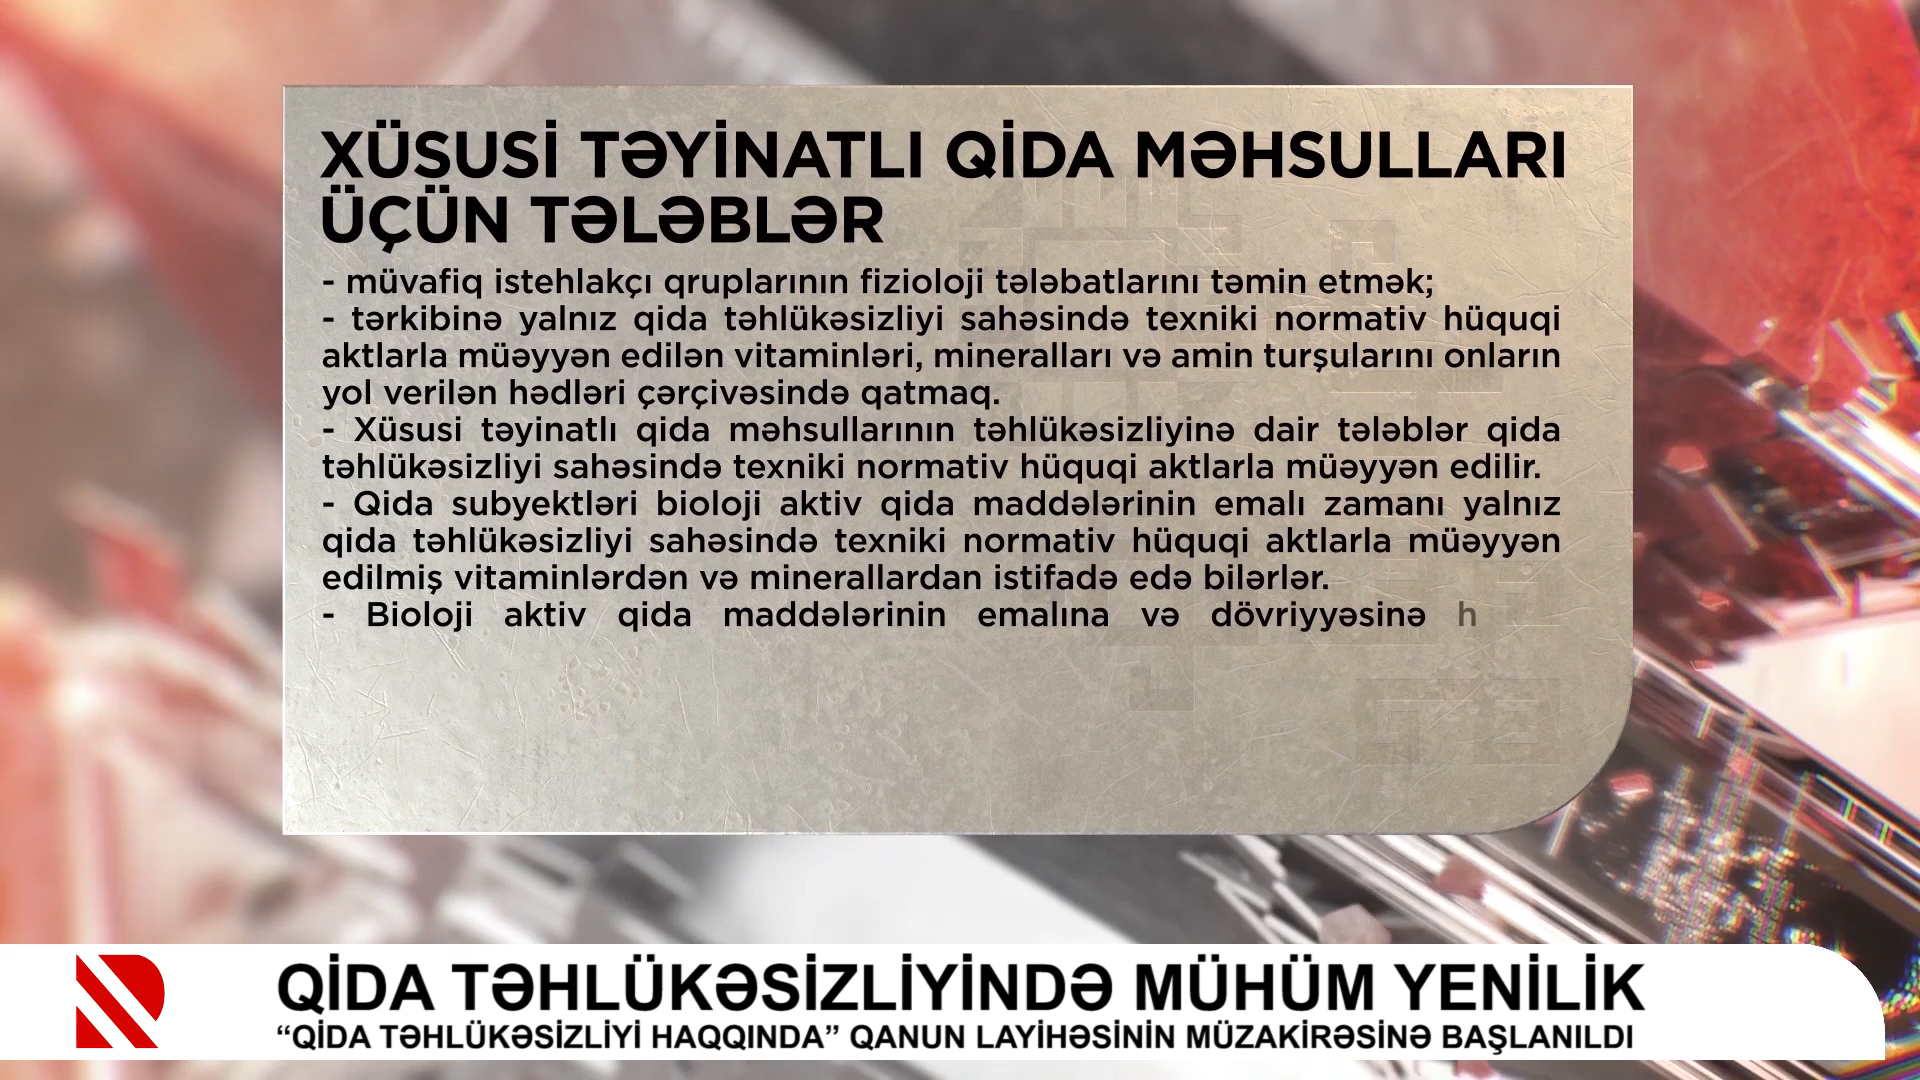 XÜSUSİ TƏYİNATLI QİDA MƏHSULLARI
ÜÇÜN TƏLƏBLƏR
- müvafiq istehlakçı qruplarının fizioloji tələbatlarını təmin etmək;
- tərkibinə yalnız qida təhlükəsizliyi sahəsində texniki normativ hüquqi
aktlarla müəyyən edilən vitaminləri, mineralları və amin turşularını onların
yol verilən hədləri çərçivəsində qatmaq.
- Xüsusi təyinatlı qida məhsullarının təhlükəsizliyinə dair tələblər qida
təhlükəsizliyi sahəsində texniki normativ hüquqi aktlarla müəyyən edilir.
- Qida subyektləri bioloji aktiv qida maddələrinin emalı zamanı yalnız
qida təhlükəsizliyi sahəsində texniki normativ hüquqi aktlarla müəyyən
edilmiş vitaminlərdən və minerallardan istifadə edə bilərlər.
- Bioloji aktiv qida maddələrinin emalına və dövriyyəsinə h
QİDA TƏHLÜKƏSİZLİYİNDƏ MÜHÜM YENİLİK
“QİDA TƏHLÜKƏSİZLİYİ HAQQINDA” QANUN LAYİHƏSİNİN MÜZAKİRƏSİNƏ BAŞLANILDI